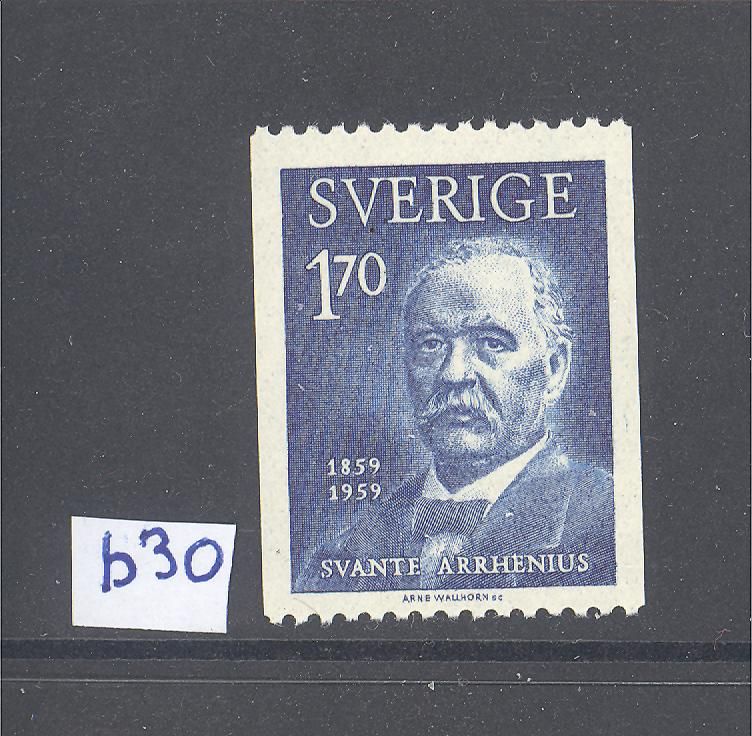 SVERIGE
1 70
1859
1959
SVANTE ARRHENIUS
ARNE WALLHORN SC
b30